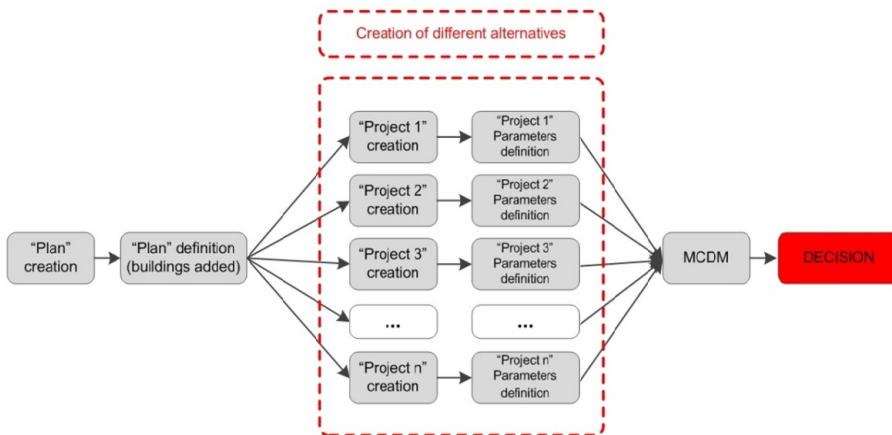 Creation of different alternatives
“Project 1”
creation
“Project 1”
Parameters
definition
“Project 2”
creation
“Project 2”
Parameters
definition
“Plan”
creation
“Plan” definition
(buildings added)
“Project 3”
creation
“Project 3”
Parameters
definition
MCDM
DECISION
...
...
“Project n”
creation
“Project n”
Parameters
definition